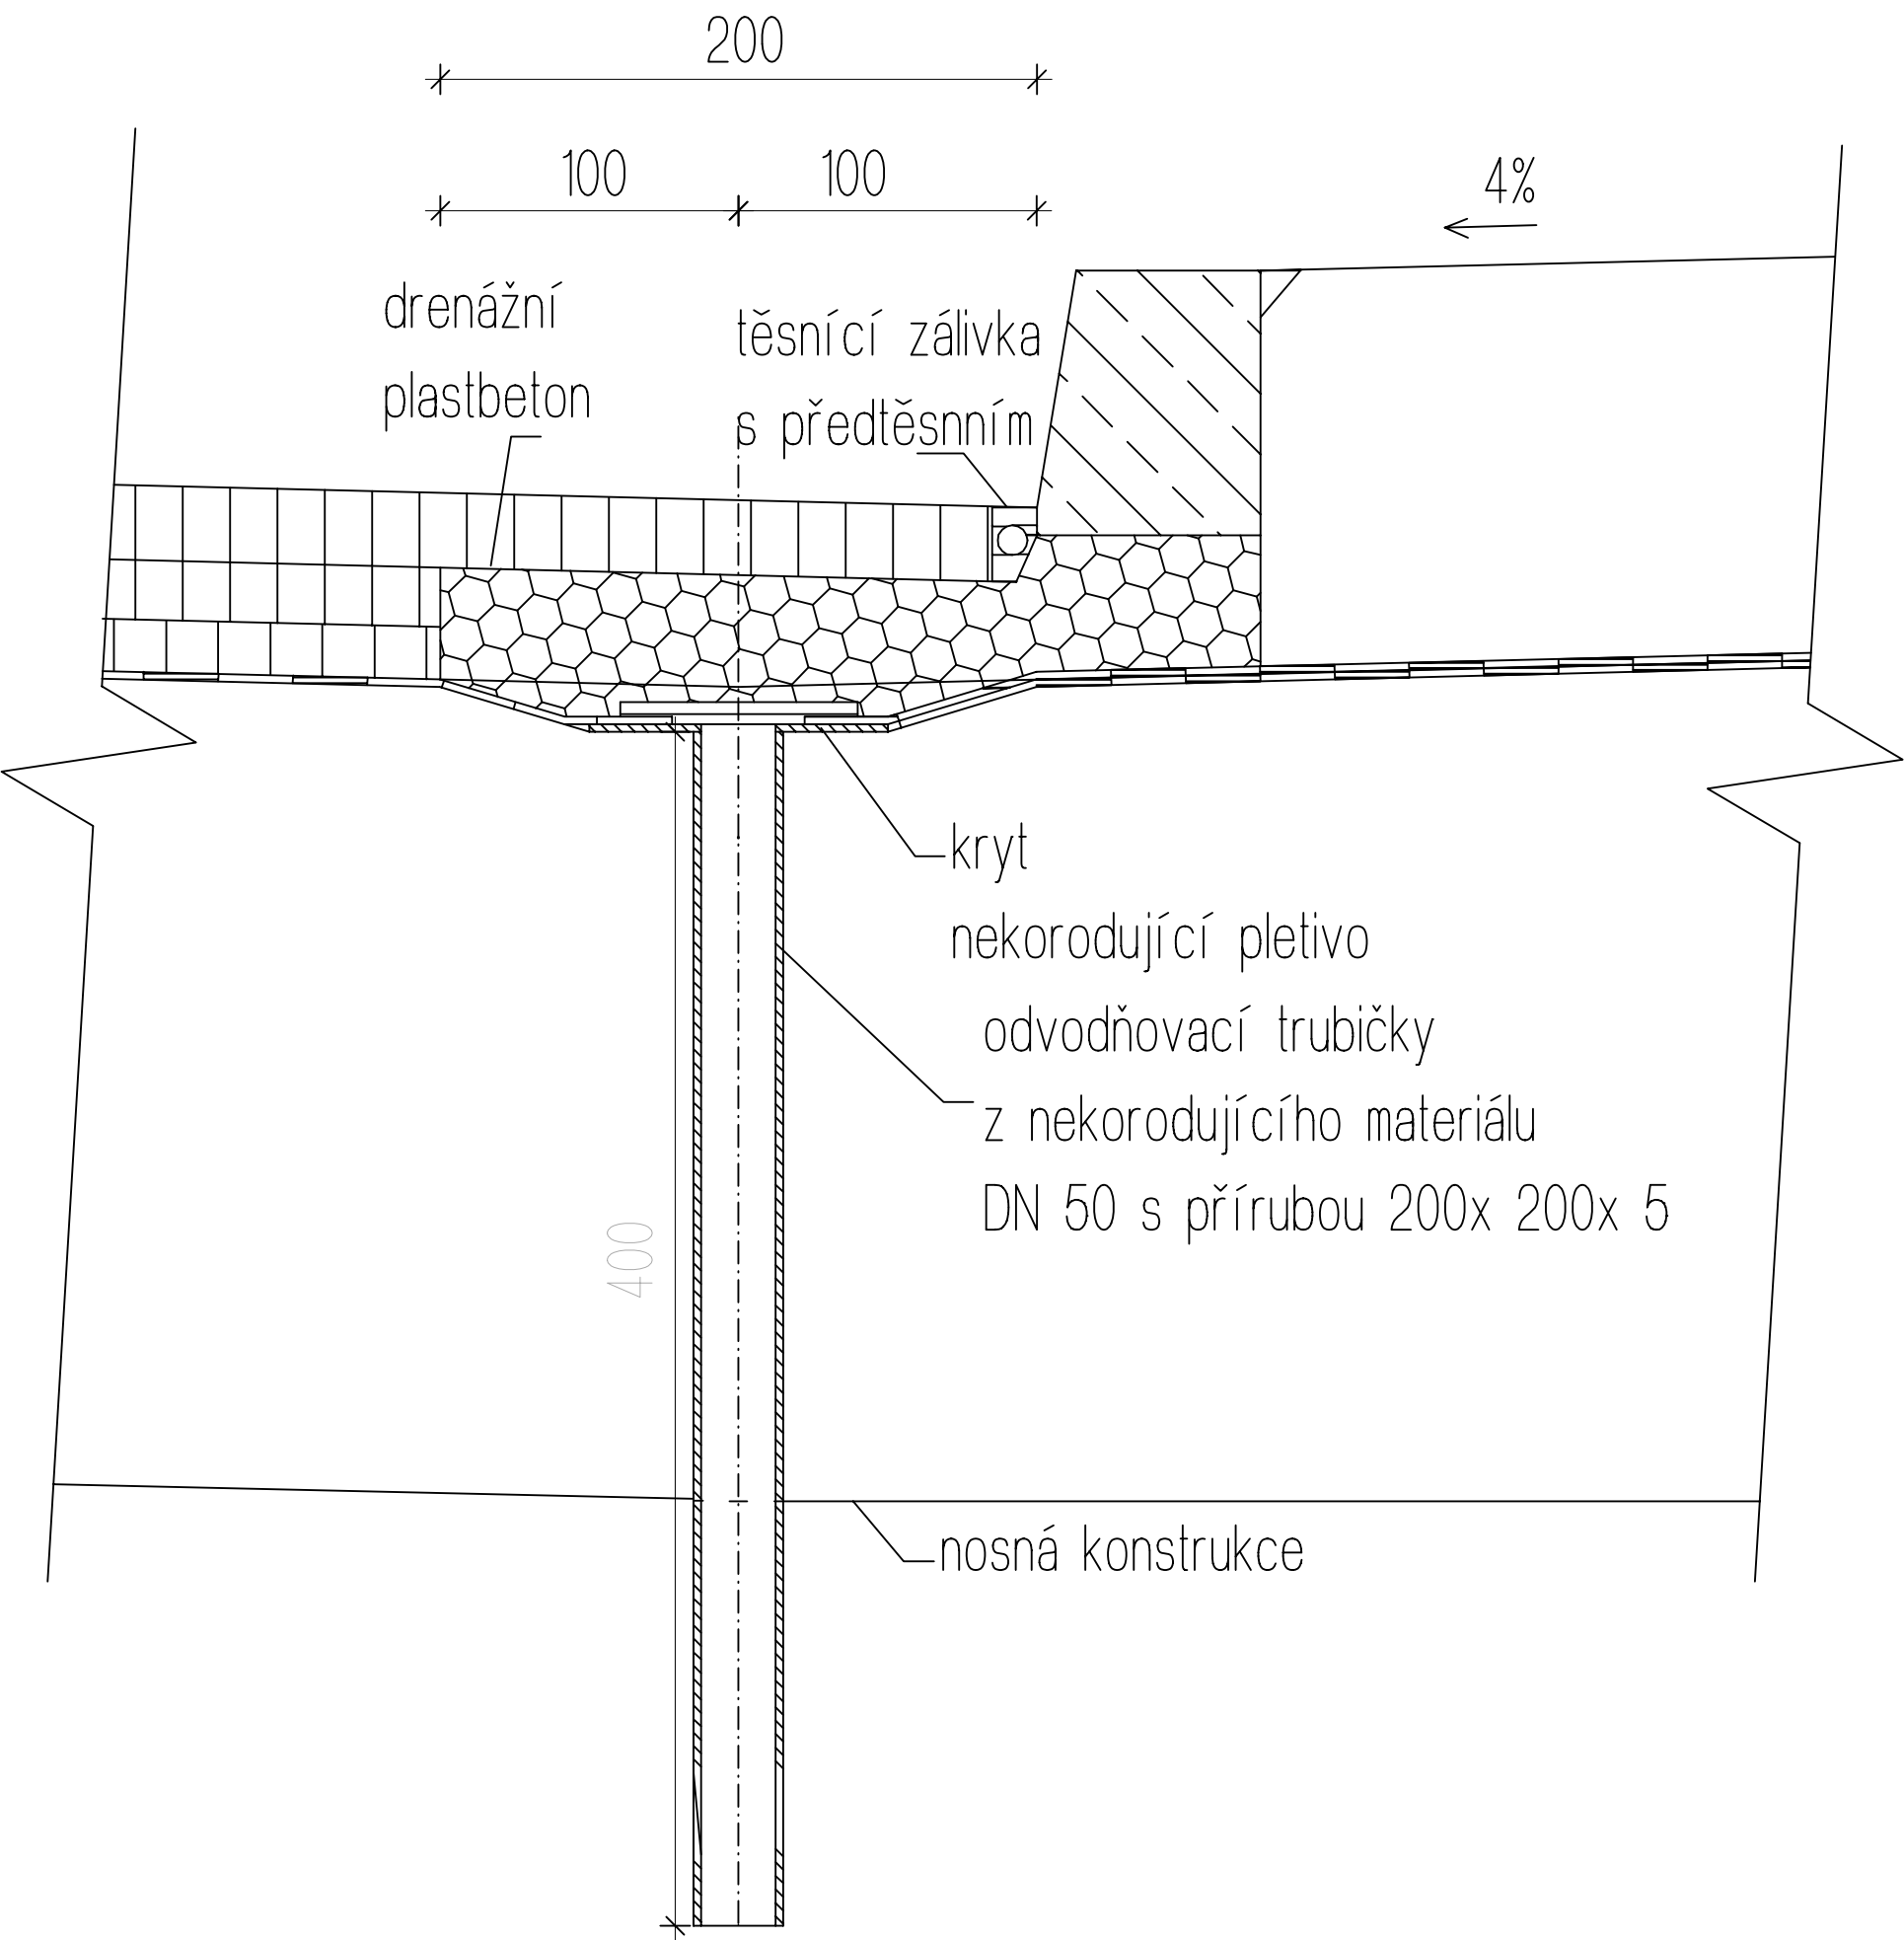 200
100
100
4%
drenážní
plastbeton
těsnící zálivka
s předtěsnním
kryt
nekorodující pletivo
odvodňovací trubičky
z nekorodujícího materiálu
DN 50 s přírubou 200x 200x 5
400
nosná konstrukce